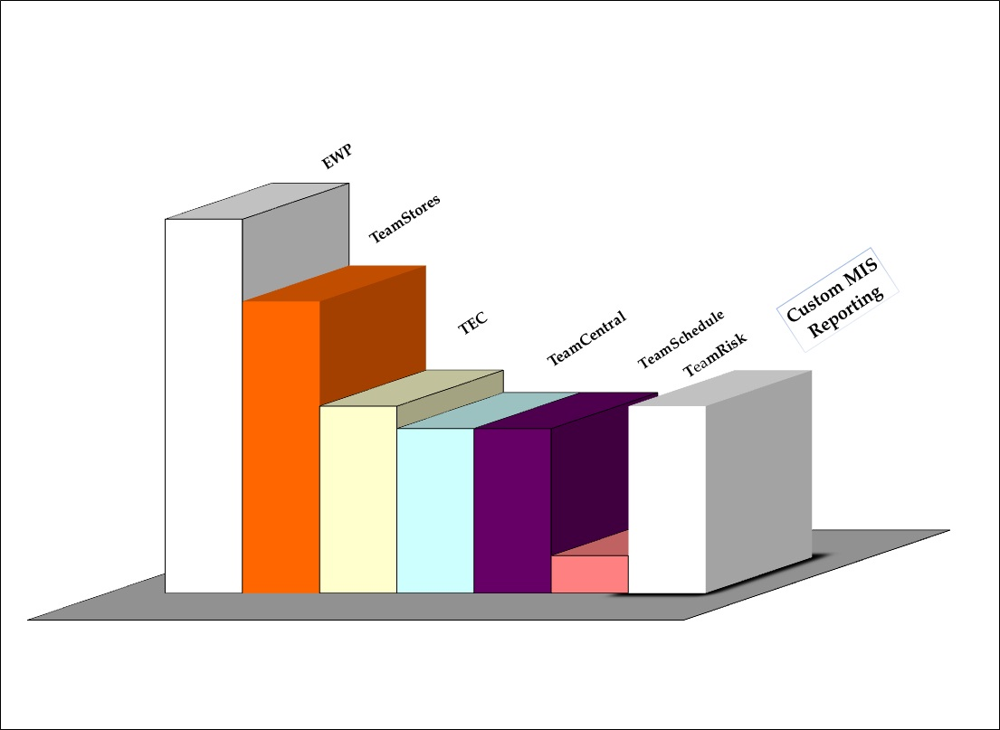 EWP
TeamStores
TEC
TeamCentral
TeamSchedule
TeamRisk
Custom MIS
Reporting